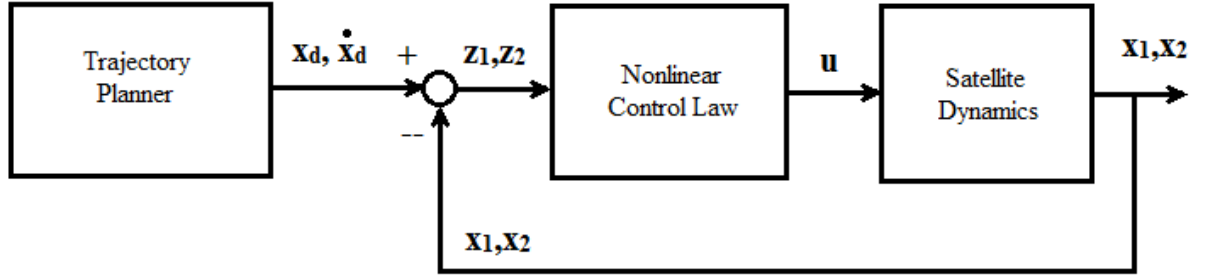 Trajectory
Planner
xd, ẋd
+
--
z1,z2
Nonlinear
Control Law
u
Satellite
Dynamics
x1,x2
x1,x2